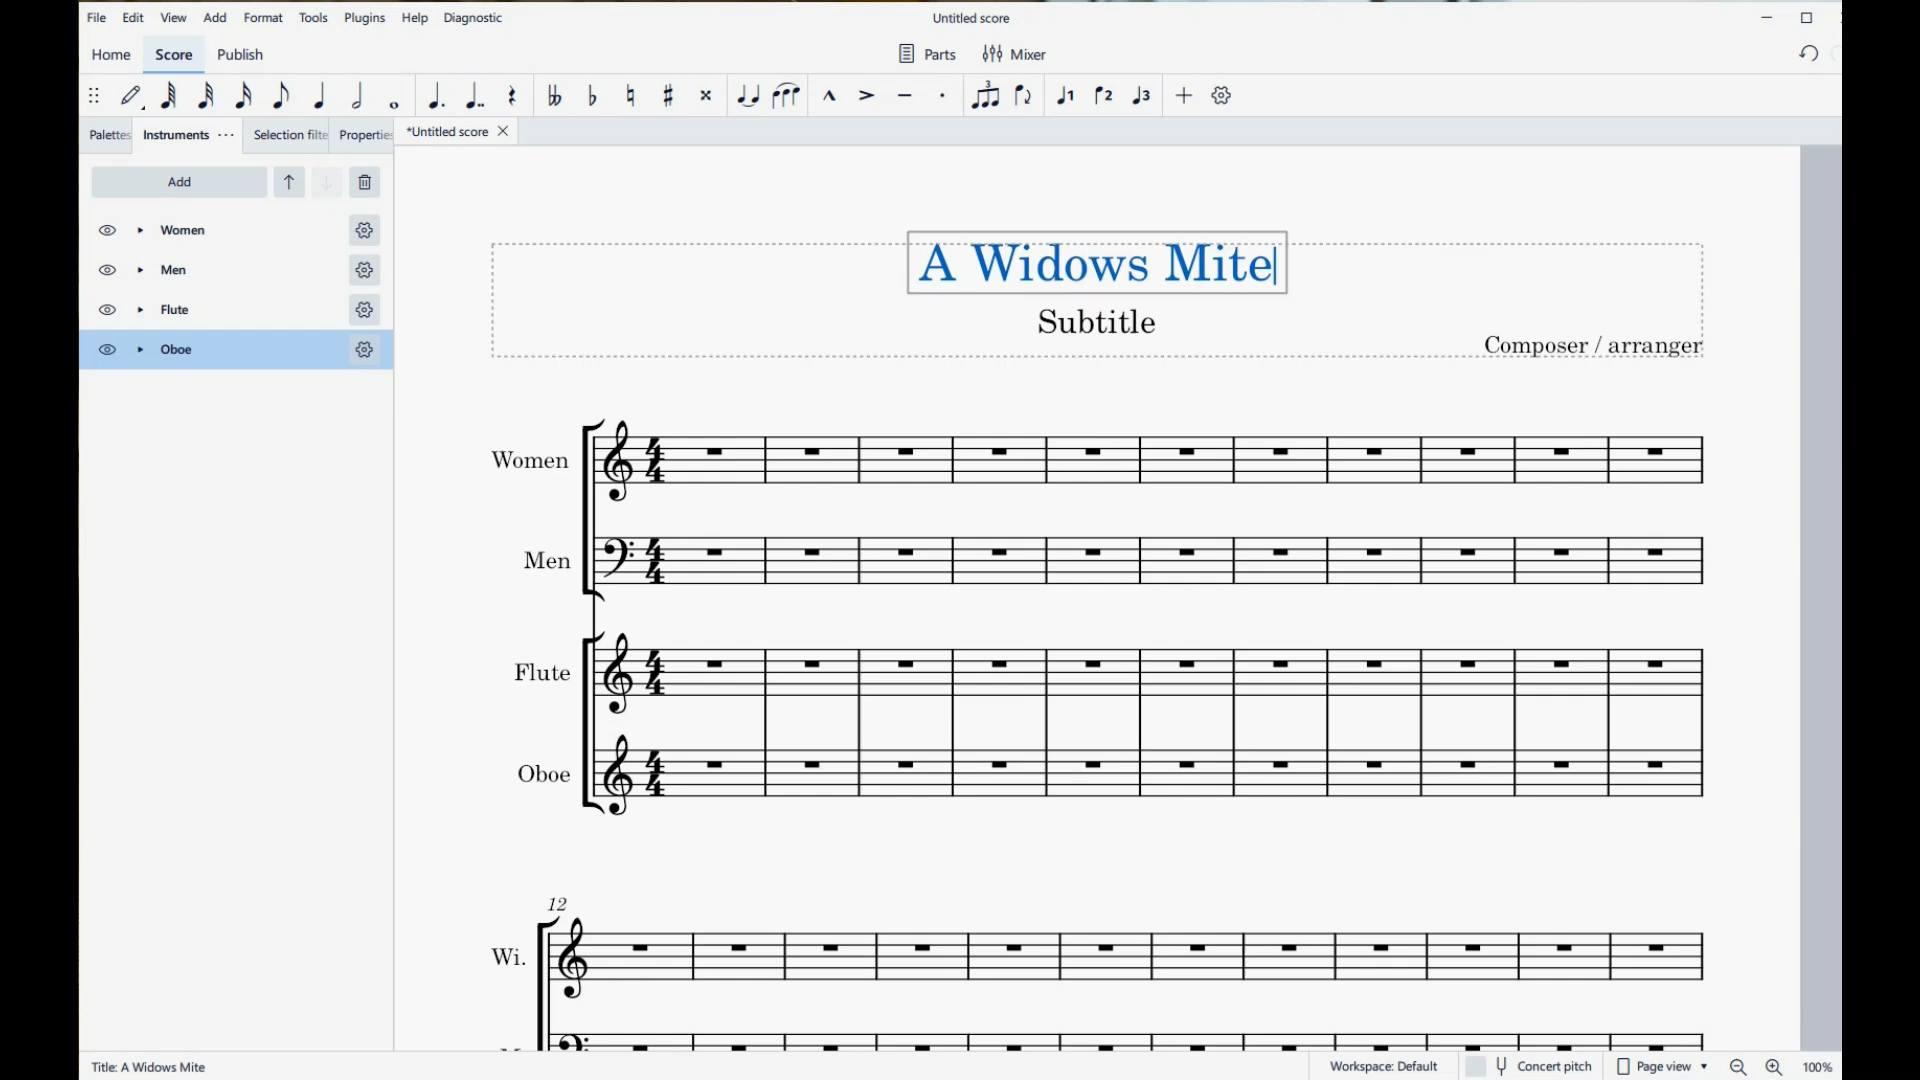 File Edit View Add Format Tools Plugins Help Diagnostic
Untitled score
Home Score Publish
Parts Mixer
Palettes Instruments Selection filte Properties
*Untitled score
Add
Women
Men
Flute
Oboe
A Widows Mite
Subtitle
Composer / arranger
Women
Men
Flute
Oboe
12
Wi.
Title: A Widows Mite
Workspace: Default
Concert pitch
Page view
100%